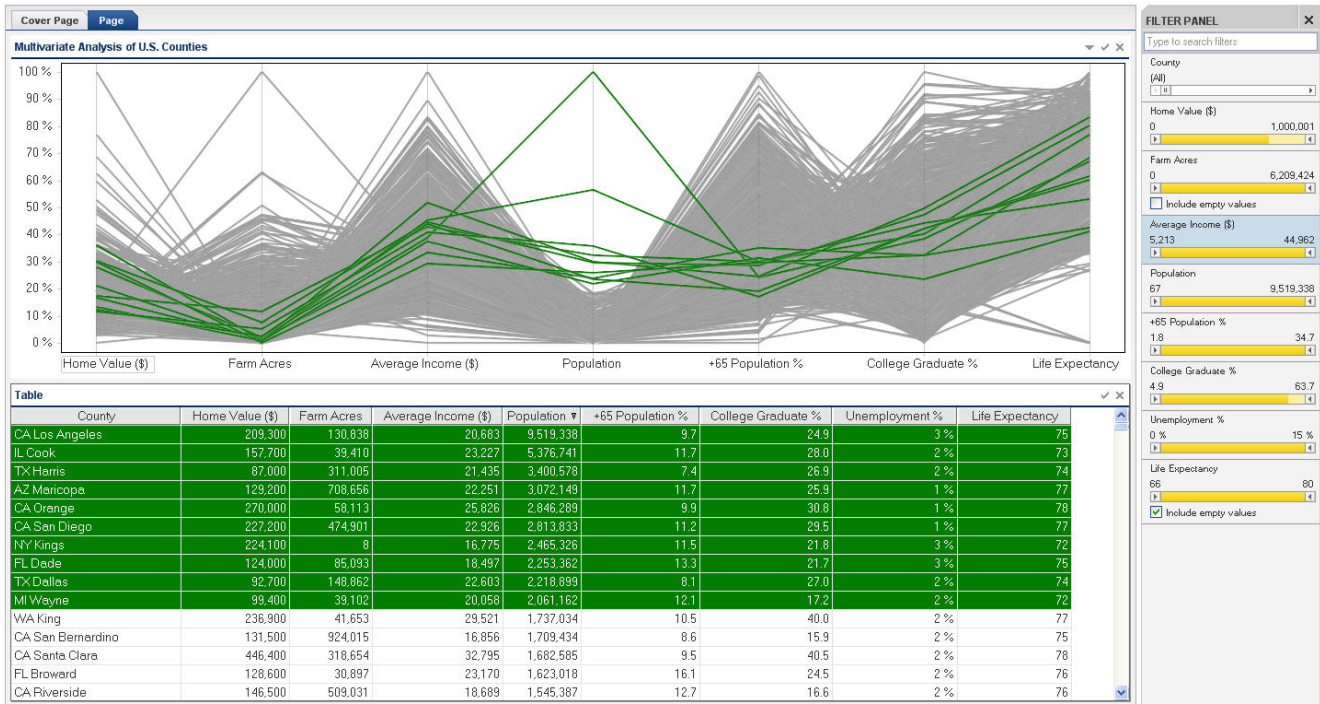 Cover Page Page
Multivariate Analysis of U.S. Counties
100 %
90 %
80 %
70 %
60 %
50 %
40 %
30 %
20 %
10 %
0 %
Home Value ($) Farm Acres Average Income ($) Population +65 Population % College Graduate % Life Expectancy
Table
County Home Value ($) Farm Acres Average Income ($) Population +65 Population % College Graduate % Unemployment % Life Expectancy
CA Los Angeles 209,300 130,838 20,683 9,519,338 9.7 24.9 3 % 75
IL Cook 157,700 39,410 23,227 5,376,741 11.7 28.0 2 % 73
TX Harris 87,000 311,005 21,435 3,400,578 7.4 26.9 2 % 74
AZ Maricopa 129,200 708,656 22,251 3,072,149 11.7 25.9 1 % 77
CA Orange 270,000 58,113 25,826 2,846,289 9.9 30.8 1 % 78
CA San Diego 227,200 474,901 22,926 2,813,833 11.2 29.5 1 % 77
NY Kings 224,100 8 16,775 2,465,326 11.5 21.8 3 % 72
FL Dade 124,000 85,093 18,497 2,253,362 13.3 21.7 3 % 75
TX Dallas 92,700 148,862 22,603 2,218,899 8.1 27.0 2 % 74
MI Wayne 99,400 39,102 20,058 2,061,162 12.1 17.2 2 % 72
WA King 236,900 41,653 29,521 1,737,034 10.5 40.0 2 % 77
CA San Bernardino 131,500 924,015 16,856 1,709,434 8.6 15.9 2 % 75
CA Santa Clara 446,400 318,654 32,795 1,682,585 9.5 40.5 2 % 78
FL Broward 128,600 30,897 23,170 1,623,018 16.1 24.5 2 % 76
CA Riverside 146,500 509,031 18,689 1,545,387 12.7 16.6 2 % 76
FILTER PANEL
Type to search filters
County
(All)
Home Value ($)
0 1,000,001
Farm Acres
0 6,209,424
Include empty values
Average Income ($)
5,213 44,962
Population
67 9,519,338
+65 Population %
1.8 34.7
College Graduate %
4.9 63.7
Unemployment %
0 % 15 %
Life Expectancy
66 80
Include empty values